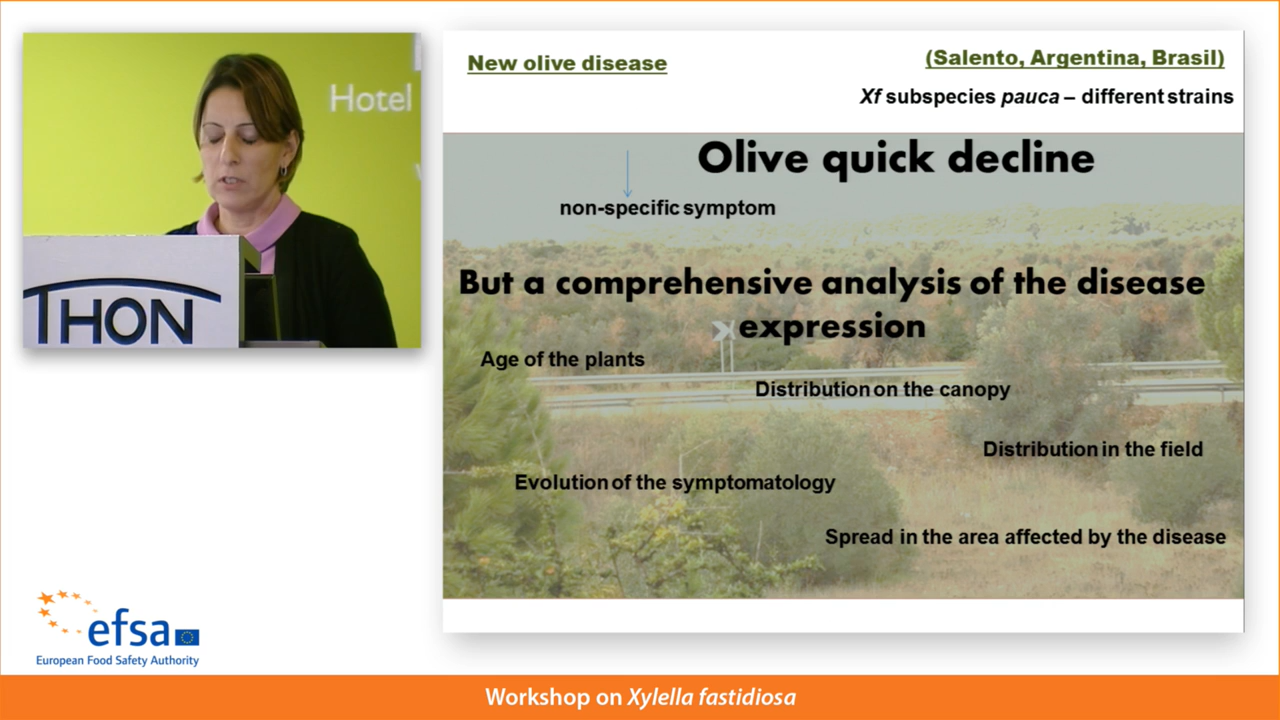 Hotel
THON
New olive disease
(Salento, Argentina, Brasil)
Xf subspecies pauca – different strains
Olive quick decline
non-specific symptom
But a comprehensive analysis of the disease
expression
Age of the plants
Distribution on the canopy
Distribution in the field
Evolution of the symptomatology
Spread in the area affected by the disease
efsa
European Food Safety Authority
Workshop on Xylella fastidiosa